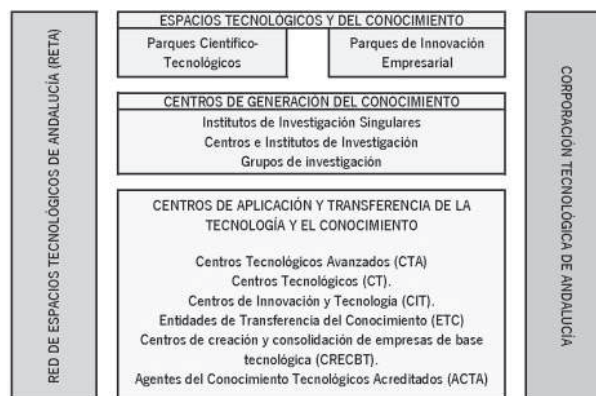 RED DE ESPACIOS TECNOLÓGICOS DE ANDALUCÍA (RETA)
ESPACIOS TECNOLÓGICOS Y DEL CONOCIMIENTO
Parques Científico-
Tecnológicos
Parques de Innovación
Empresarial
CENTROS DE GENERACIÓN DEL CONOCIMIENTO
Institutos de Investigación Singulares
Centros e Institutos de Investigación
Grupos de investigación
CENTROS DE APLICACIÓN Y TRANSFERENCIA DE LA
TECNOLOGÍA Y EL CONOCIMIENTO
Centros Tecnológicos Avanzados (CTA)
Centros Tecnológicos (CT).
Centros de Innovación y Tecnología (CIT).
Entidades de Transferencia del Conocimiento (ETC)
Centros de creación y consolidación de empresas de base
tecnológica (CRECBT).
Agentes del Conocimiento Tecnológicos Acreditados (ACTA)
CORPORACIÓN TECNOLÓGICA DE ANDALUCÍA